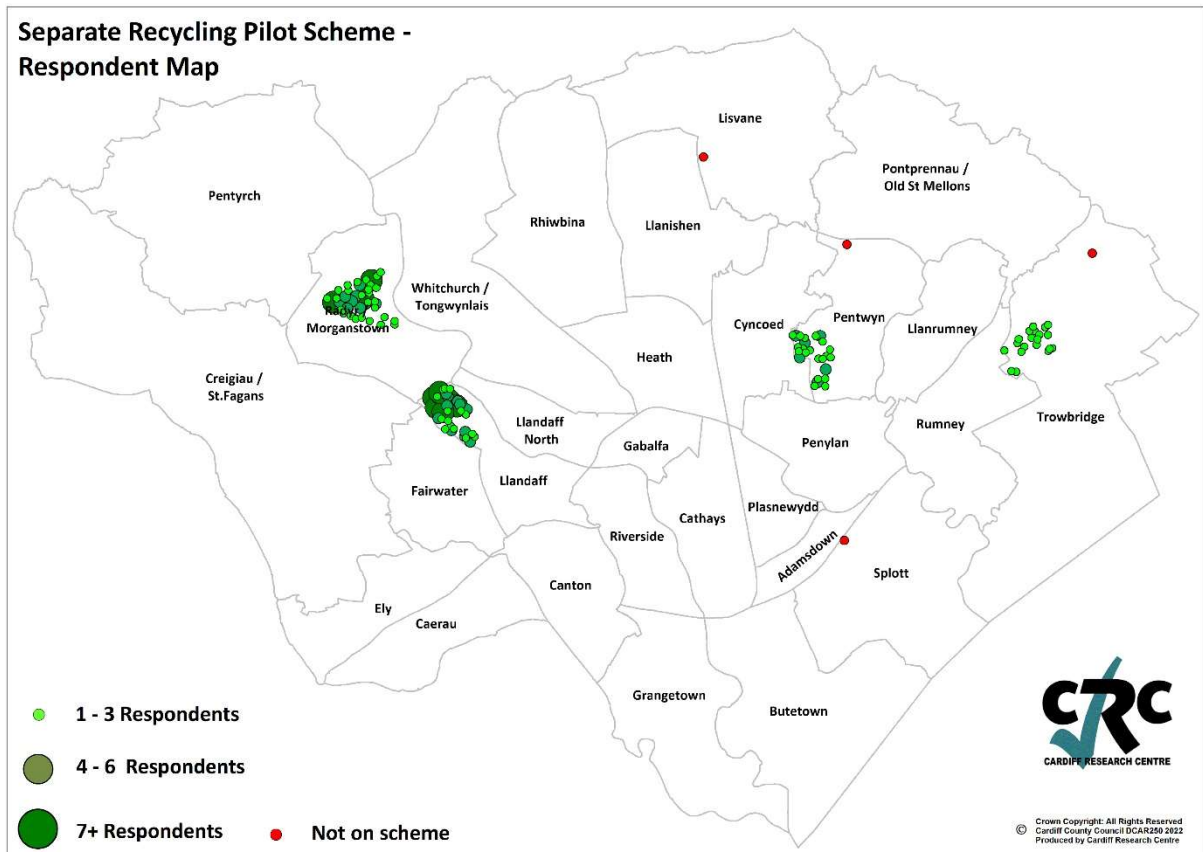 Separate Recycling Pilot Scheme -
Respondent Map
Lisvane
Pontprennau /
Old St Mellons
Pentyrch
Rhiwbina
Llanishen
Whitchurch /
Tongwynlais
Radyr /
Morganstown
Cyncoed
Pentwyn
Llanrumney
Heath
Creigiau /
St.Fagans
Llandaff
North
Gabalfa
Penylan
Rumney
Trowbridge
Fairwater
Llandaff
Riverside
Cathays
Plasnewydd
Adamsdown
Splott
Canton
Ely
Caerau
Grangetown
Butetown
1 - 3 Respondents
4 - 6 Respondents
7+ Respondents
Not on scheme
CRC
CARDIFF RESEARCH CENTRE
© Crown Copyright: All Rights Reserved
Cardiff County Council DCAR250 2022
Produced by Cardiff Research Centre